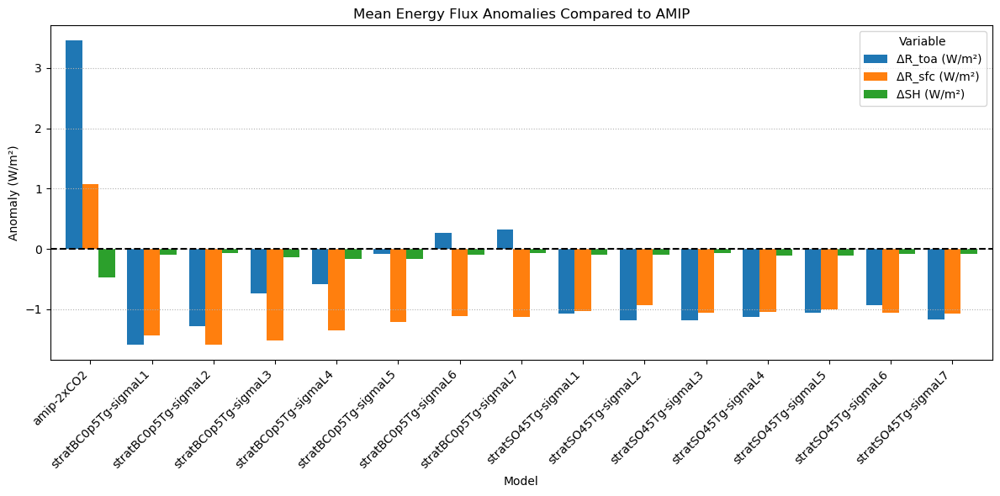 Mean Energy Flux Anomalies Compared to AMIP
Variable
ΔR_toa (W/m²)
ΔR_sfc (W/m²)
ΔSH (W/m²)
Anomaly (W/m²)
3
2
1
0
−1
amip-2xCO2
stratBC0p5Tg-sigmaL1
stratBC0p5Tg-sigmaL2
stratBC0p5Tg-sigmaL3
stratBC0p5Tg-sigmaL4
stratBC0p5Tg-sigmaL5
stratBC0p5Tg-sigmaL6
stratBC0p5Tg-sigmaL7
stratSO45Tg-sigmaL1
stratSO45Tg-sigmaL2
stratSO45Tg-sigmaL3
stratSO45Tg-sigmaL4
stratSO45Tg-sigmaL5
stratSO45Tg-sigmaL6
stratSO45Tg-sigmaL7
Model